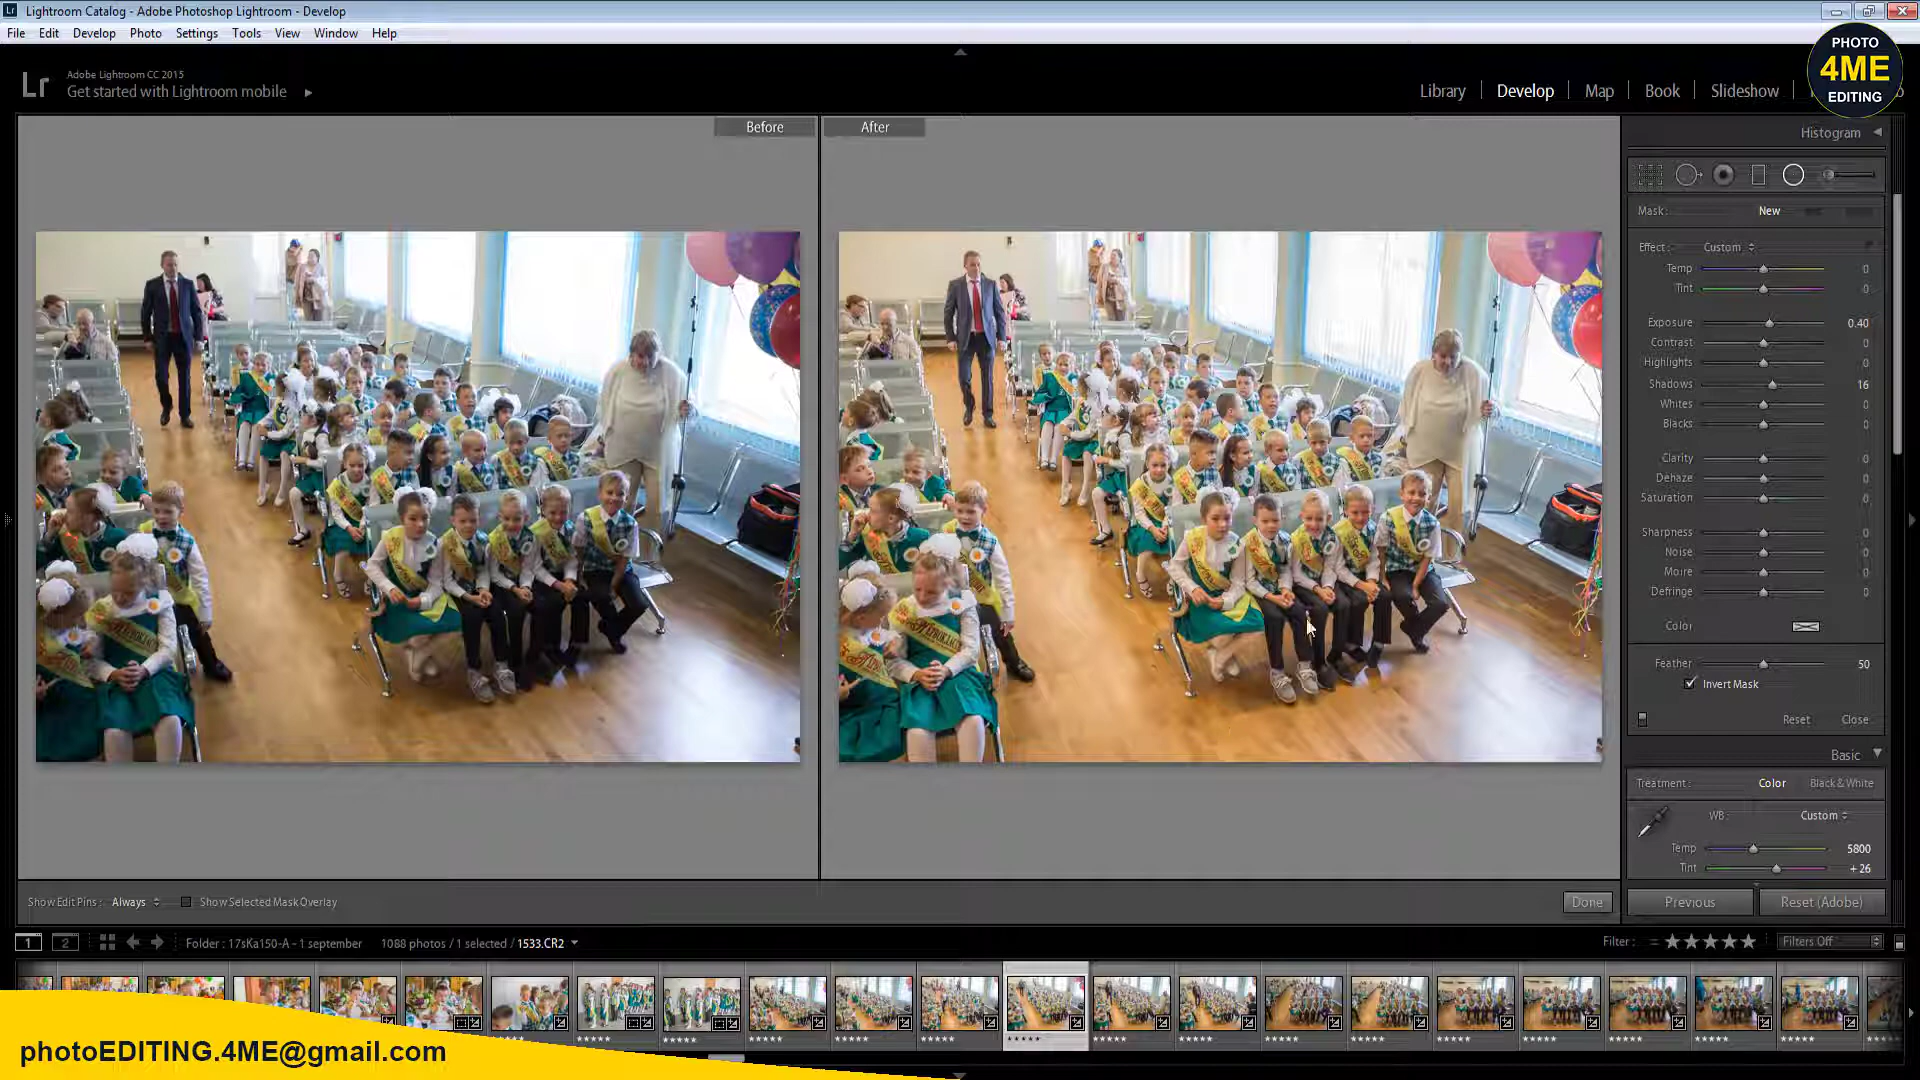 Lightroom Catalog - Adobe Photoshop Lightroom - Develop
File Edit Develop Photo Settings Tools View Window Help
PHOTO
4ME
EDITING
Lr
Adobe Lightroom CC 2015
Get started with Lightroom mobile
Library Develop Map Book Slideshow
Before After
Histogram
Mask : New
Effect : Custom
Temp 0
Tint 0
Exposure 0.40
Contrast 0
Highlights 0
Shadows 16
Whites 0
Blacks 0
Clarity 0
Dehaze 0
Saturation 0
Sharpness 0
Noise 0
Moire 0
Defringe 0
Color
Feather 50
Invert Mask
Reset Close
Basic
Treatment : Color Black & White
WB : Custom
Temp 5800
Tint + 26
Show Edit Pins : Always Show Selected Mask Overlay Done
Previous Reset (Adobe)
1 2 Folder : 17sKa150-A - 1 september 1088 photos / 1 selected / 1533.CR2 Filter : Filters Off
photoEDITING.4ME@gmail.com